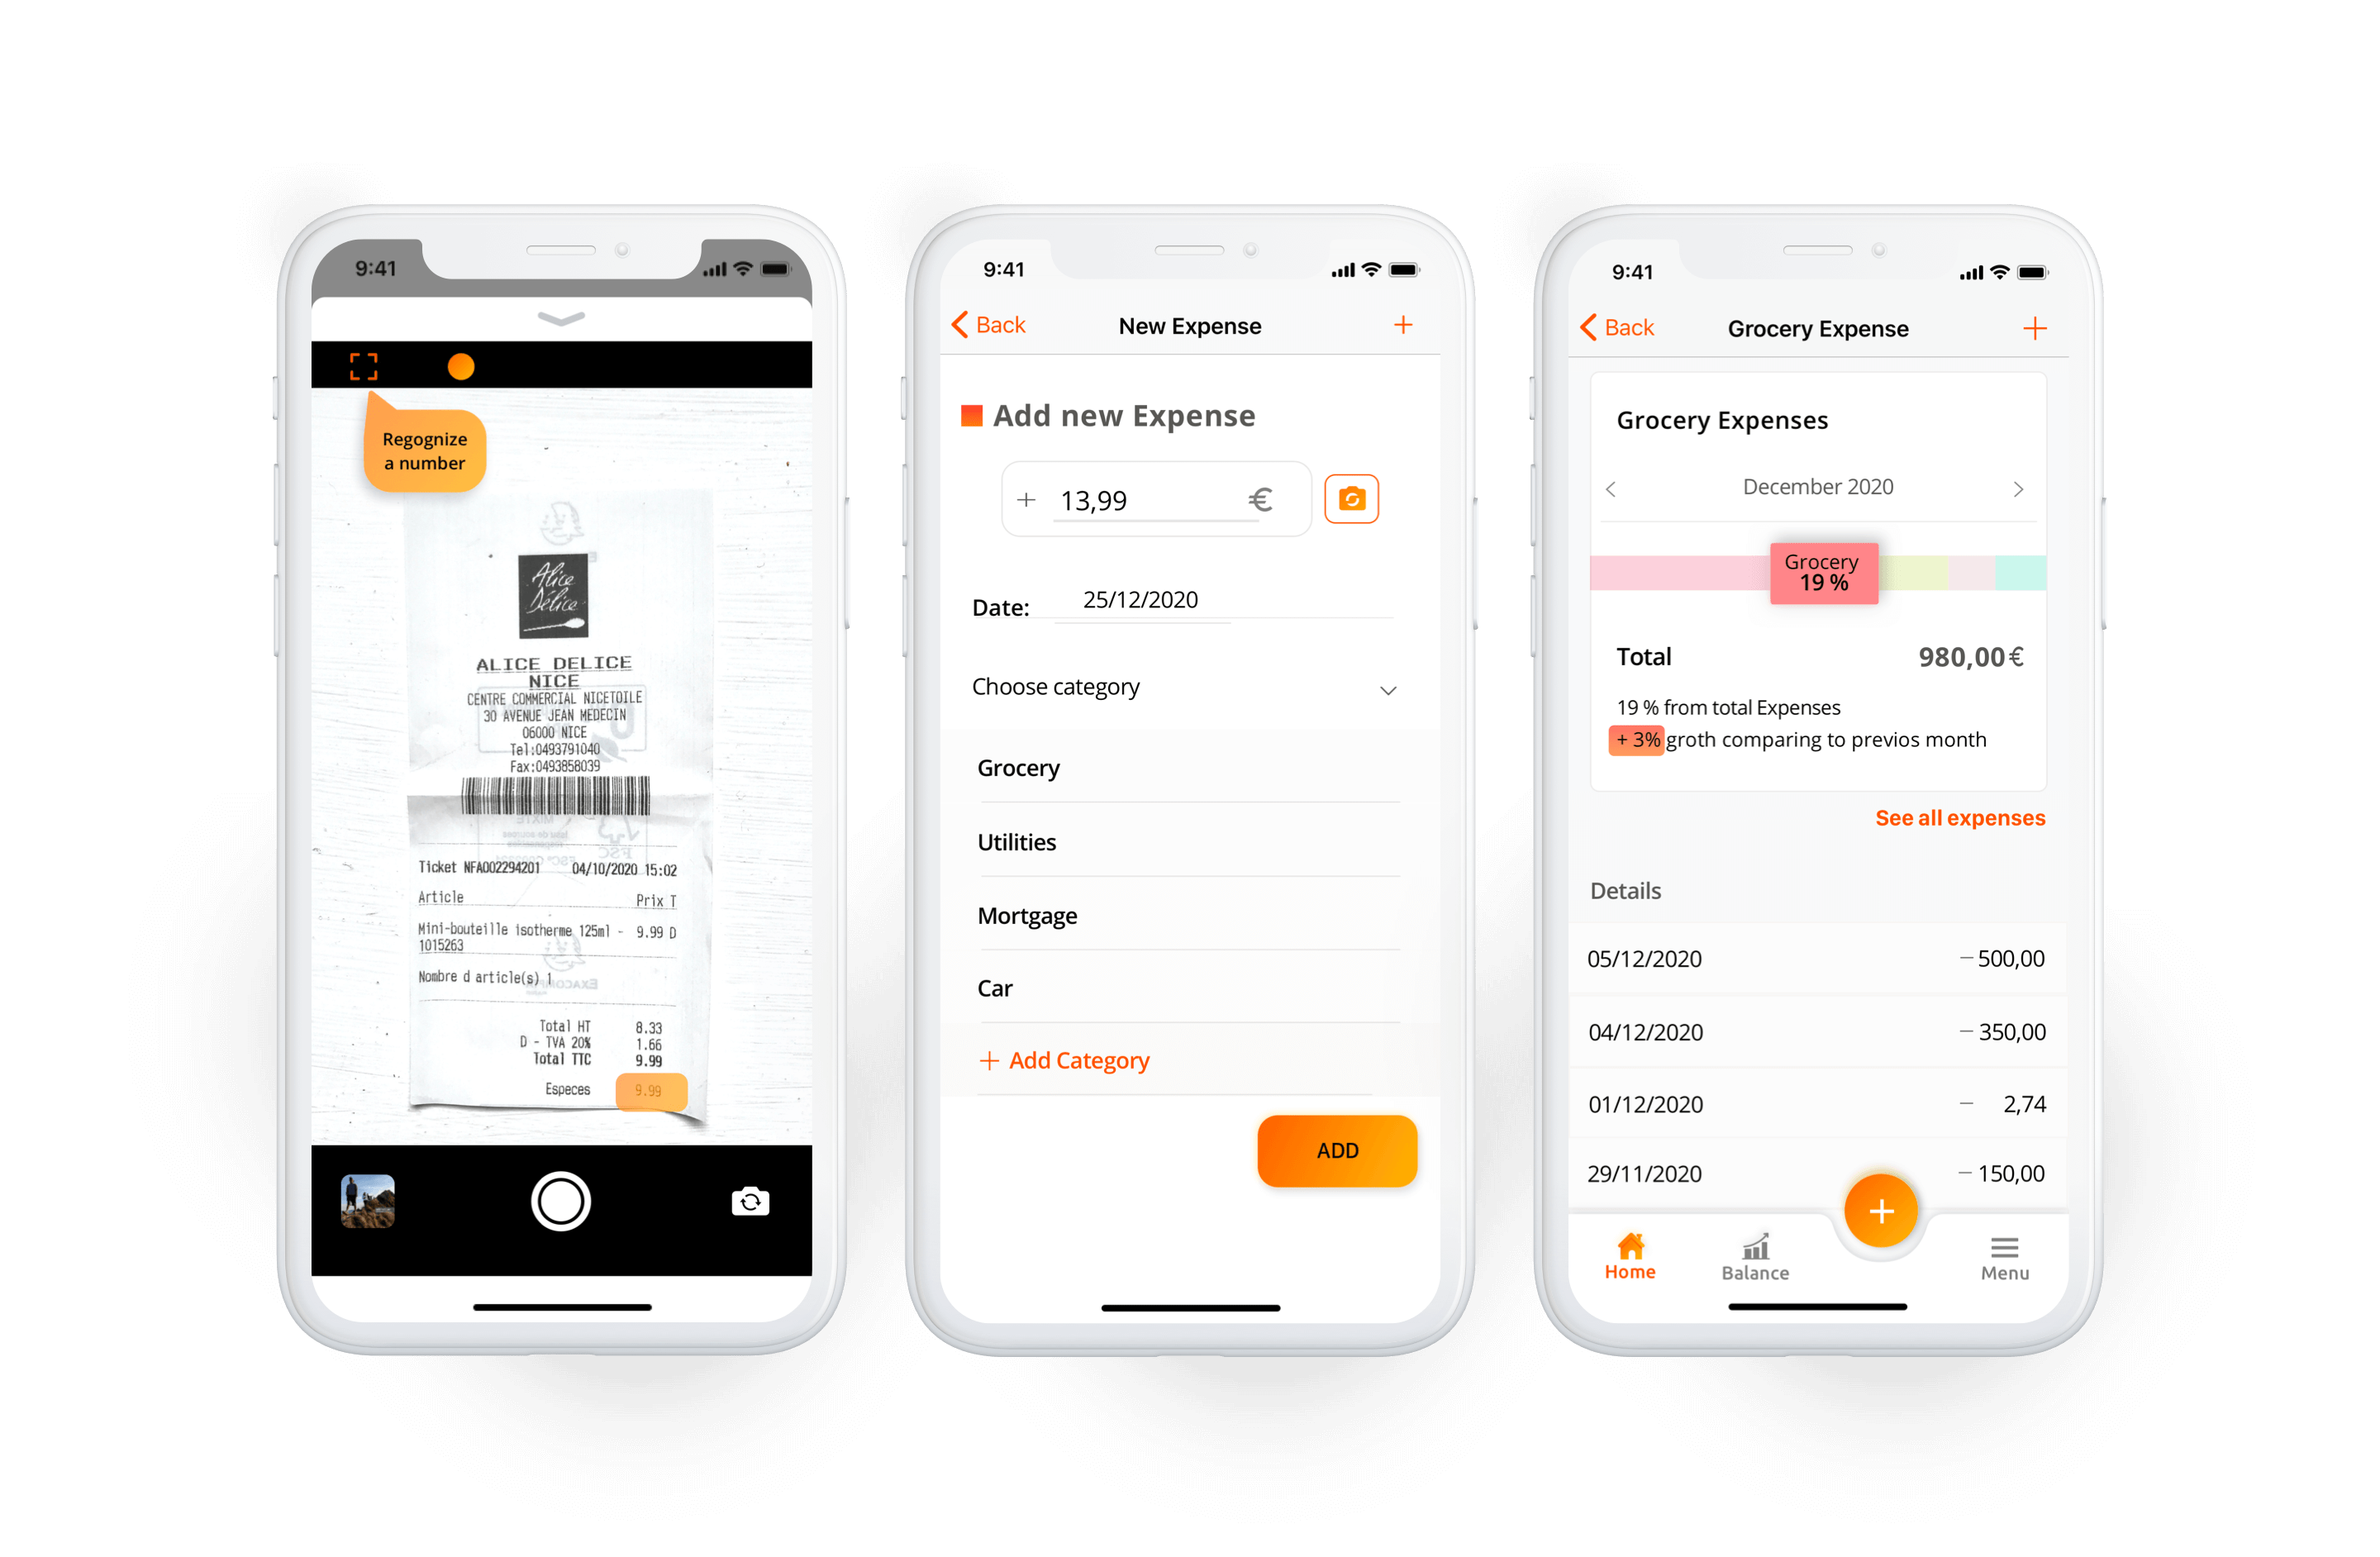 9:41
Regognize
a number
Alice
Délice
ALICE DELICE
NICE
CENTRE COMMERCIAL NICETOILE
30 AVENUE JEAN MEDECIN
06000 NICE
Tel:0493791040
Fax:0493858039
Ticket NFA002294201 04/10/2020 15:02
Article Prix T
Mini-bouteille isotherme 125ml - 9.99 D
1015263
Nombre d article(s) 1
Total HT 8.33
D - TVA 20% 1.66
Total TTC 9.99
Especes 9.99
9:41
Back New Expense +
Add new Expense
+ 13,99 €
Date: 25/12/2020
Choose category
Grocery
Utilities
Mortgage
Car
+ Add Category
ADD
9:41
Back Grocery Expense +
Grocery Expenses
December 2020
Grocery
19 %
Total 980,00 €
19 % from total Expenses
+ 3% groth comparing to previos month
See all expenses
Details
05/12/2020 – 500,00
04/12/2020 – 350,00
01/12/2020 – 2,74
29/11/2020 – 150,00
+
Home Balance Menu